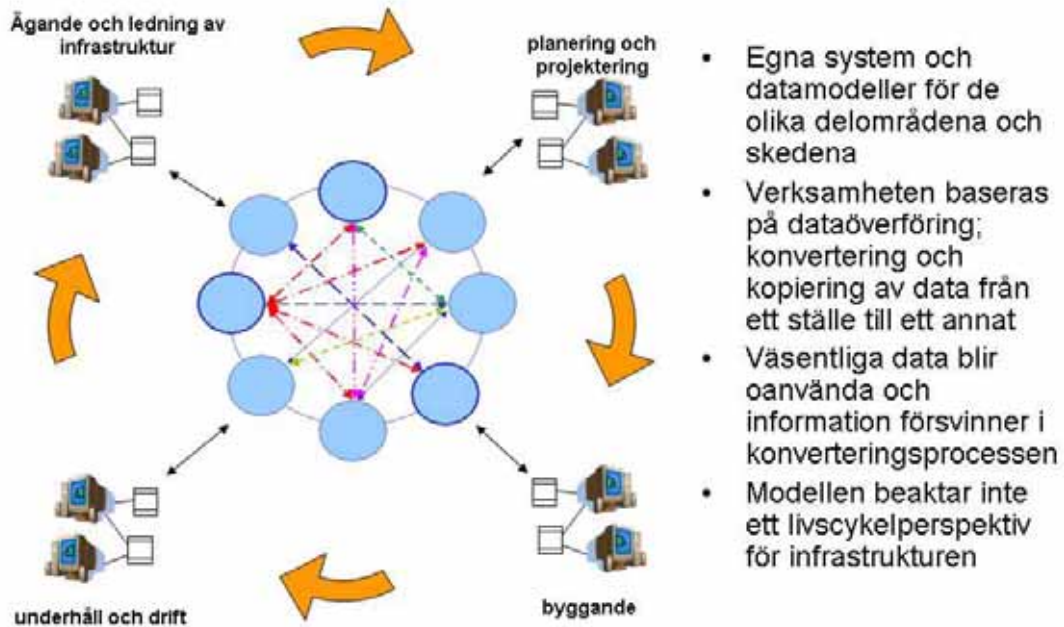 Ägande och ledning av
infrastruktur
planering och
projektering
underhåll och drift
byggande
• Egna system och
datamodeller för de
olika delområdena och
skedena
• Verksamheten baseras
på dataöverföring;
konvertering och
kopiering av data från
ett ställe till ett annat
• Väsentliga data blir
oanvända och
information försvinner i
konverteringsprocessen
• Modellen beaktar inte
ett livscykelperspektiv
för infrastrukturen